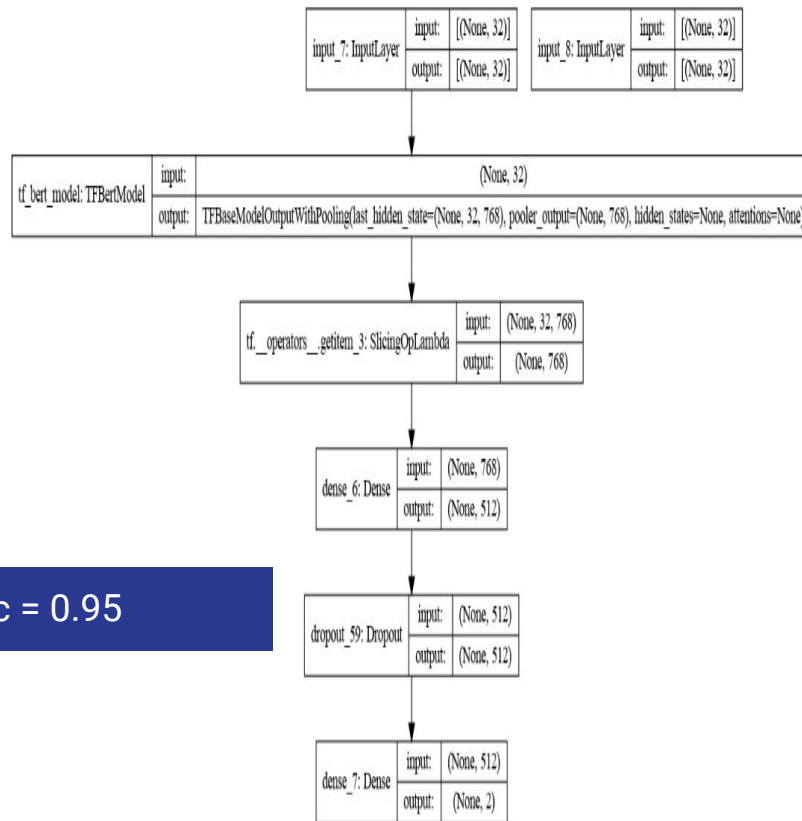 input_7: InputLayer
input: [(None, 32)]
output: [(None, 32)]
input_8: InputLayer
input: [(None, 32)]
output: [(None, 32)]
tf_bert_model: TFBertModel
input: (None, 32)
output: TFBaseModelOutputWithPooling(last_hidden_state=(None, 32, 768), pooler_output=(None, 768), hidden_states=None, attentions=None)
tf.__operators__.getitem_3: SlicingOpLambda
input: (None, 32, 768)
output: (None, 768)
dense_6: Dense
input: (None, 768)
output: (None, 512)
c = 0.95
dropout_59: Dropout
input: (None, 512)
output: (None, 512)
dense_7: Dense
input: (None, 512)
output: (None, 2)